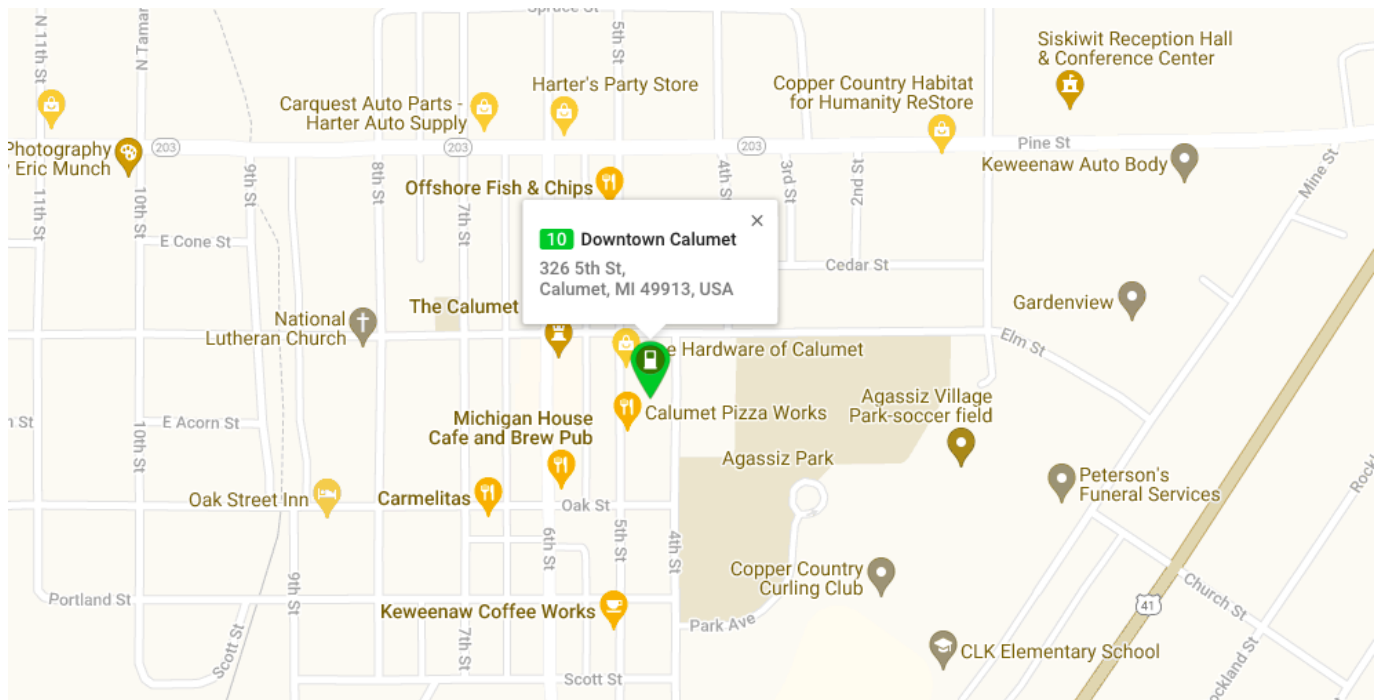 Spruce St
N 11th St
N Tamar
5th St
Siskiwit Reception Hall
& Conference Center
Harter's Party Store
Copper Country Habitat
for Humanity ReStore
Carquest Auto Parts -
Harter Auto Supply
203
203
203
Pine St
Photography
Eric Munch
Keweenaw Auto Body
Mine St
11th St
10th St
9th St
8th St
7th St
Offshore Fish & Chips
4th St
3rd St
2nd St
10 Downtown Calumet
326 5th St,
Calumet, MI 49913, USA
E Cone St
Cedar St
Gardenview
The Calumet
National
Lutheran Church
Elm St
e Hardware of Calumet
Agassiz Village
Park-soccer field
Calumet Pizza Works
Michigan House
Cafe and Brew Pub
n St
E Acorn St
10th St
Agassiz Park
Peterson's
Funeral Services
Rockl
Oak Street Inn
Carmelitas
Oak St
6th St
5th St
4th St
Copper Country
Curling Club
9th St
Church St
41
Portland St
Keweenaw Coffee Works
Park Ave
Scott St
7th St
CLK Elementary School
ockland St
Scott St